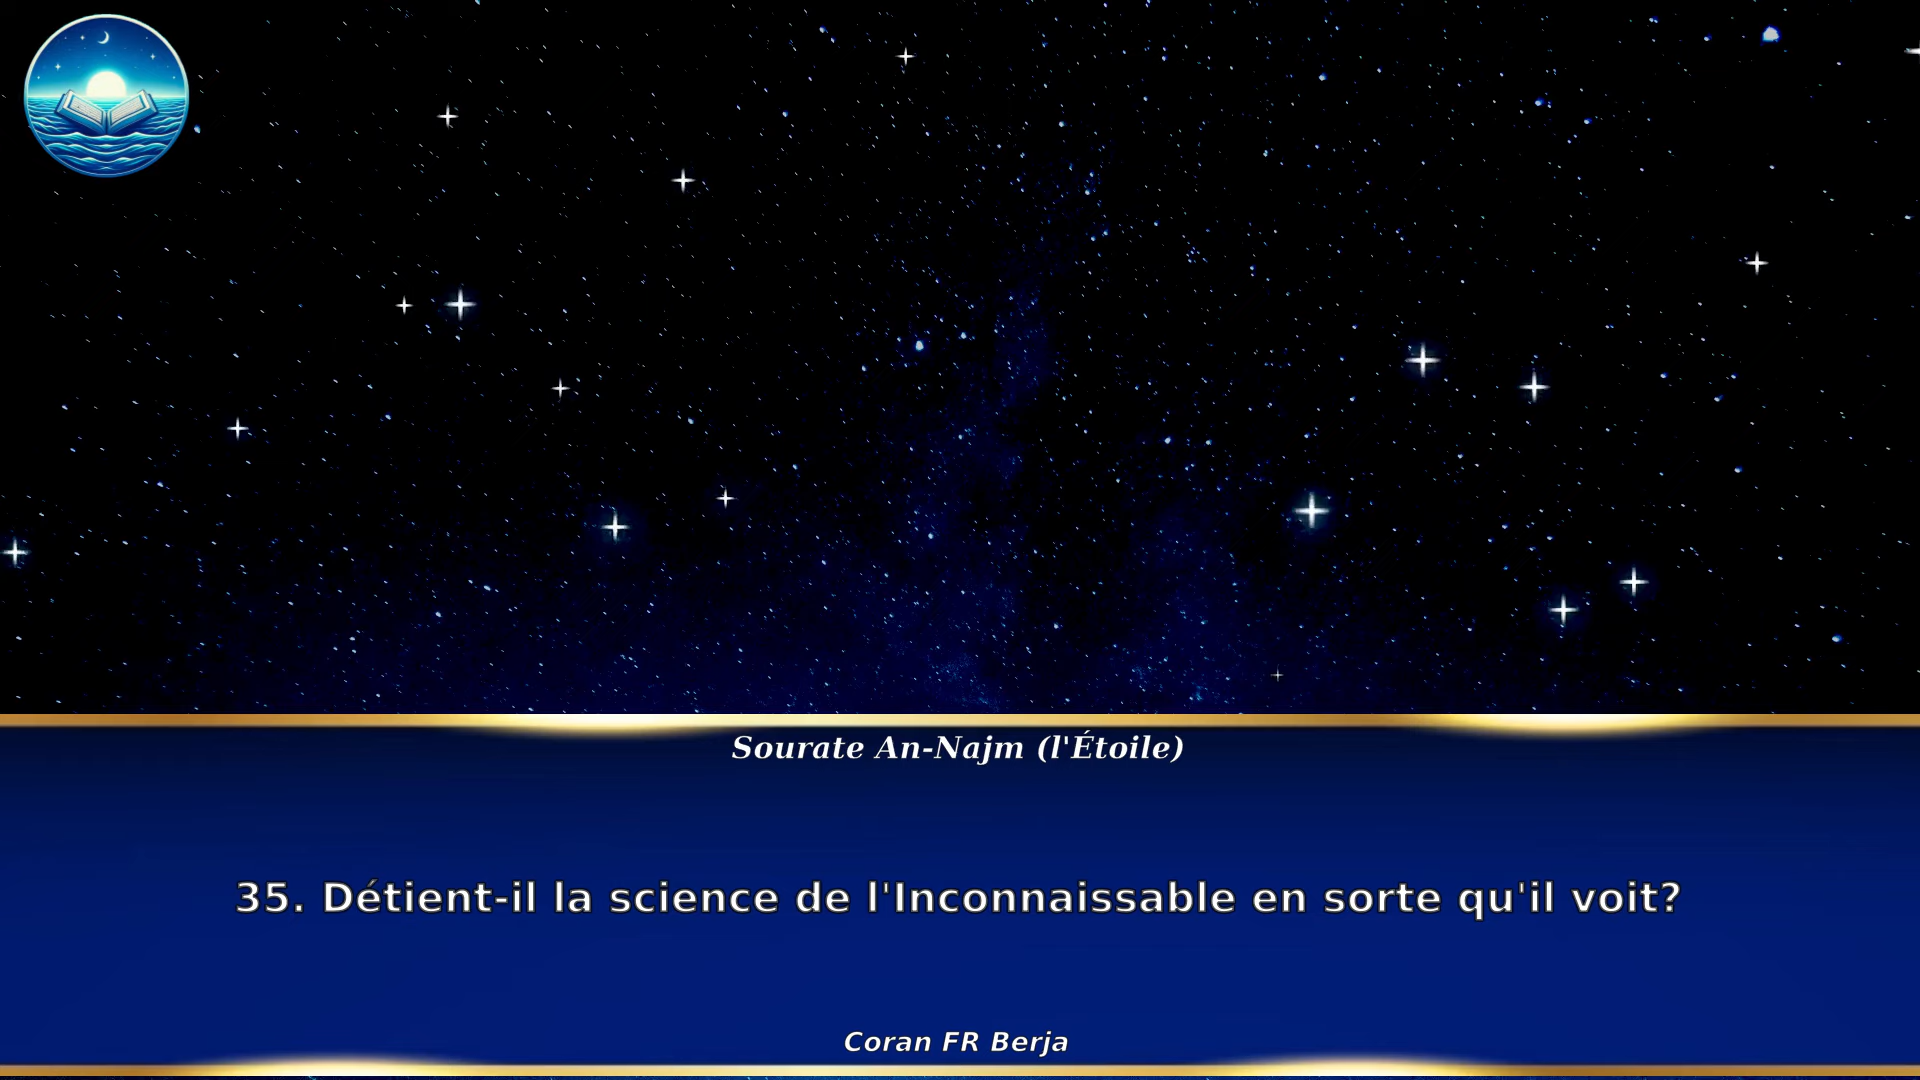 Sourate An-Najm (l'Étoile)
35. Détient-il la science de l'Inconnaissable en sorte qu'il voit?
Coran FR Berja